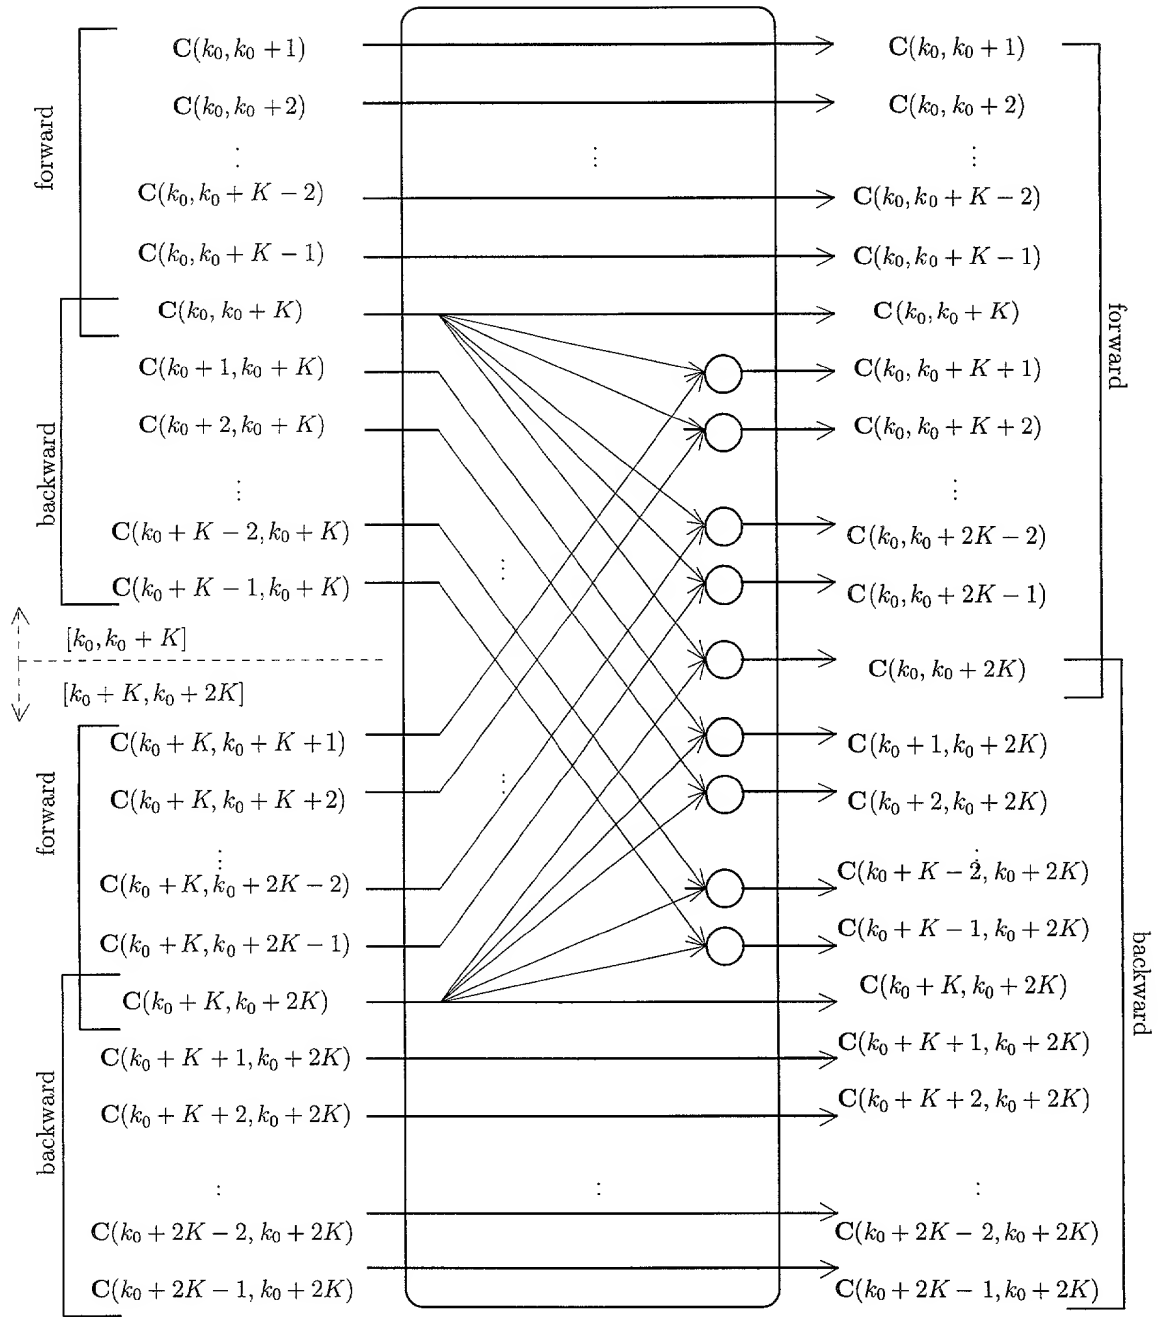 forward
C(k₀, k₀ + 1)
C(k₀, k₀ + 2)
⋮
C(k₀, k₀ + K − 2)
C(k₀, k₀ + K − 1)
C(k₀, k₀ + K)
backward
C(k₀ + 1, k₀ + K)
C(k₀ + 2, k₀ + K)
⋮
C(k₀ + K − 2, k₀ + K)
C(k₀ + K − 1, k₀ + K)
[k₀, k₀ + K]
[k₀ + K, k₀ + 2K]
forward
C(k₀ + K, k₀ + K + 1)
C(k₀ + K, k₀ + K + 2)
⋮
C(k₀ + K, k₀ + 2K − 2)
C(k₀ + K, k₀ + 2K − 1)
C(k₀ + K, k₀ + 2K)
backward
C(k₀ + K + 1, k₀ + 2K)
C(k₀ + K + 2, k₀ + 2K)
⋮
C(k₀ + 2K − 2, k₀ + 2K)
C(k₀ + 2K − 1, k₀ + 2K)
⋮
⋮
⋮
⋮
C(k₀, k₀ + 1)
C(k₀, k₀ + 2)
⋮
C(k₀, k₀ + K − 2)
C(k₀, k₀ + K − 1)
C(k₀, k₀ + K)
C(k₀, k₀ + K + 1)
C(k₀, k₀ + K + 2)
⋮
C(k₀, k₀ + 2K − 2)
C(k₀, k₀ + 2K − 1)
C(k₀, k₀ + 2K)
forward
C(k₀ + 1, k₀ + 2K)
C(k₀ + 2, k₀ + 2K)
⋮
C(k₀ + K − 2, k₀ + 2K)
C(k₀ + K − 1, k₀ + 2K)
C(k₀ + K, k₀ + 2K)
C(k₀ + K + 1, k₀ + 2K)
C(k₀ + K + 2, k₀ + 2K)
⋮
C(k₀ + 2K − 2, k₀ + 2K)
C(k₀ + 2K − 1, k₀ + 2K)
backward